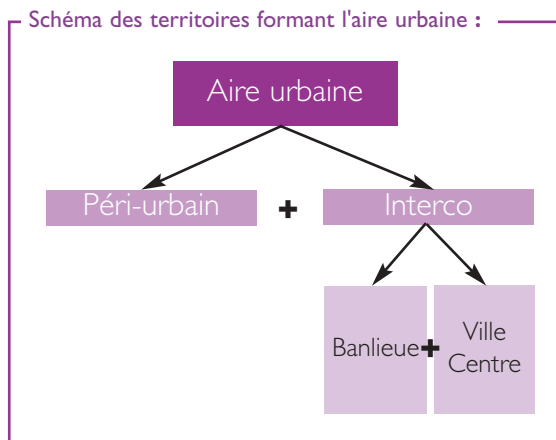 Schéma des territoires formant l'aire urbaine :
Aire urbaine
Péri-urbain + Interco
Banlieue + Ville
Centre